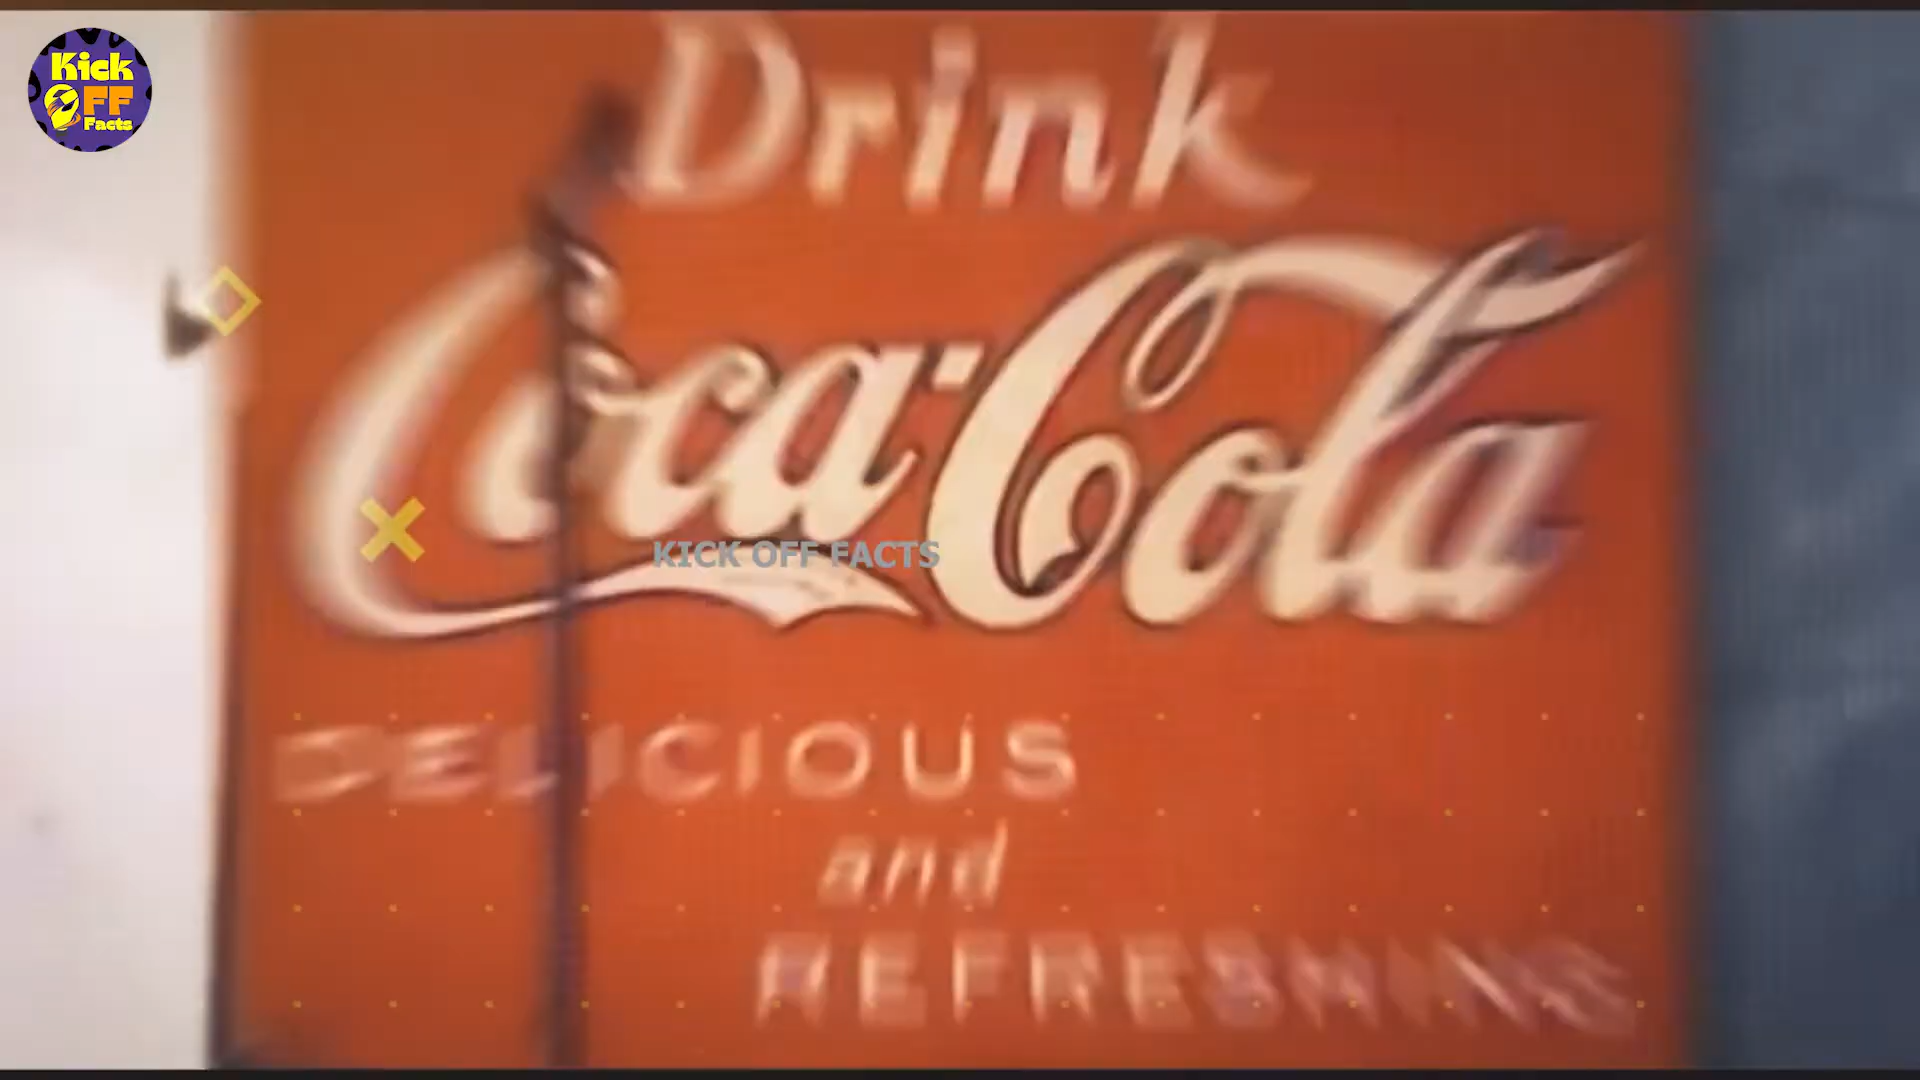 Kick
OFF
Facts
Drink
Coca-Cola
KICK OFF FACTS
DELICIOUS
and
REFRESHING